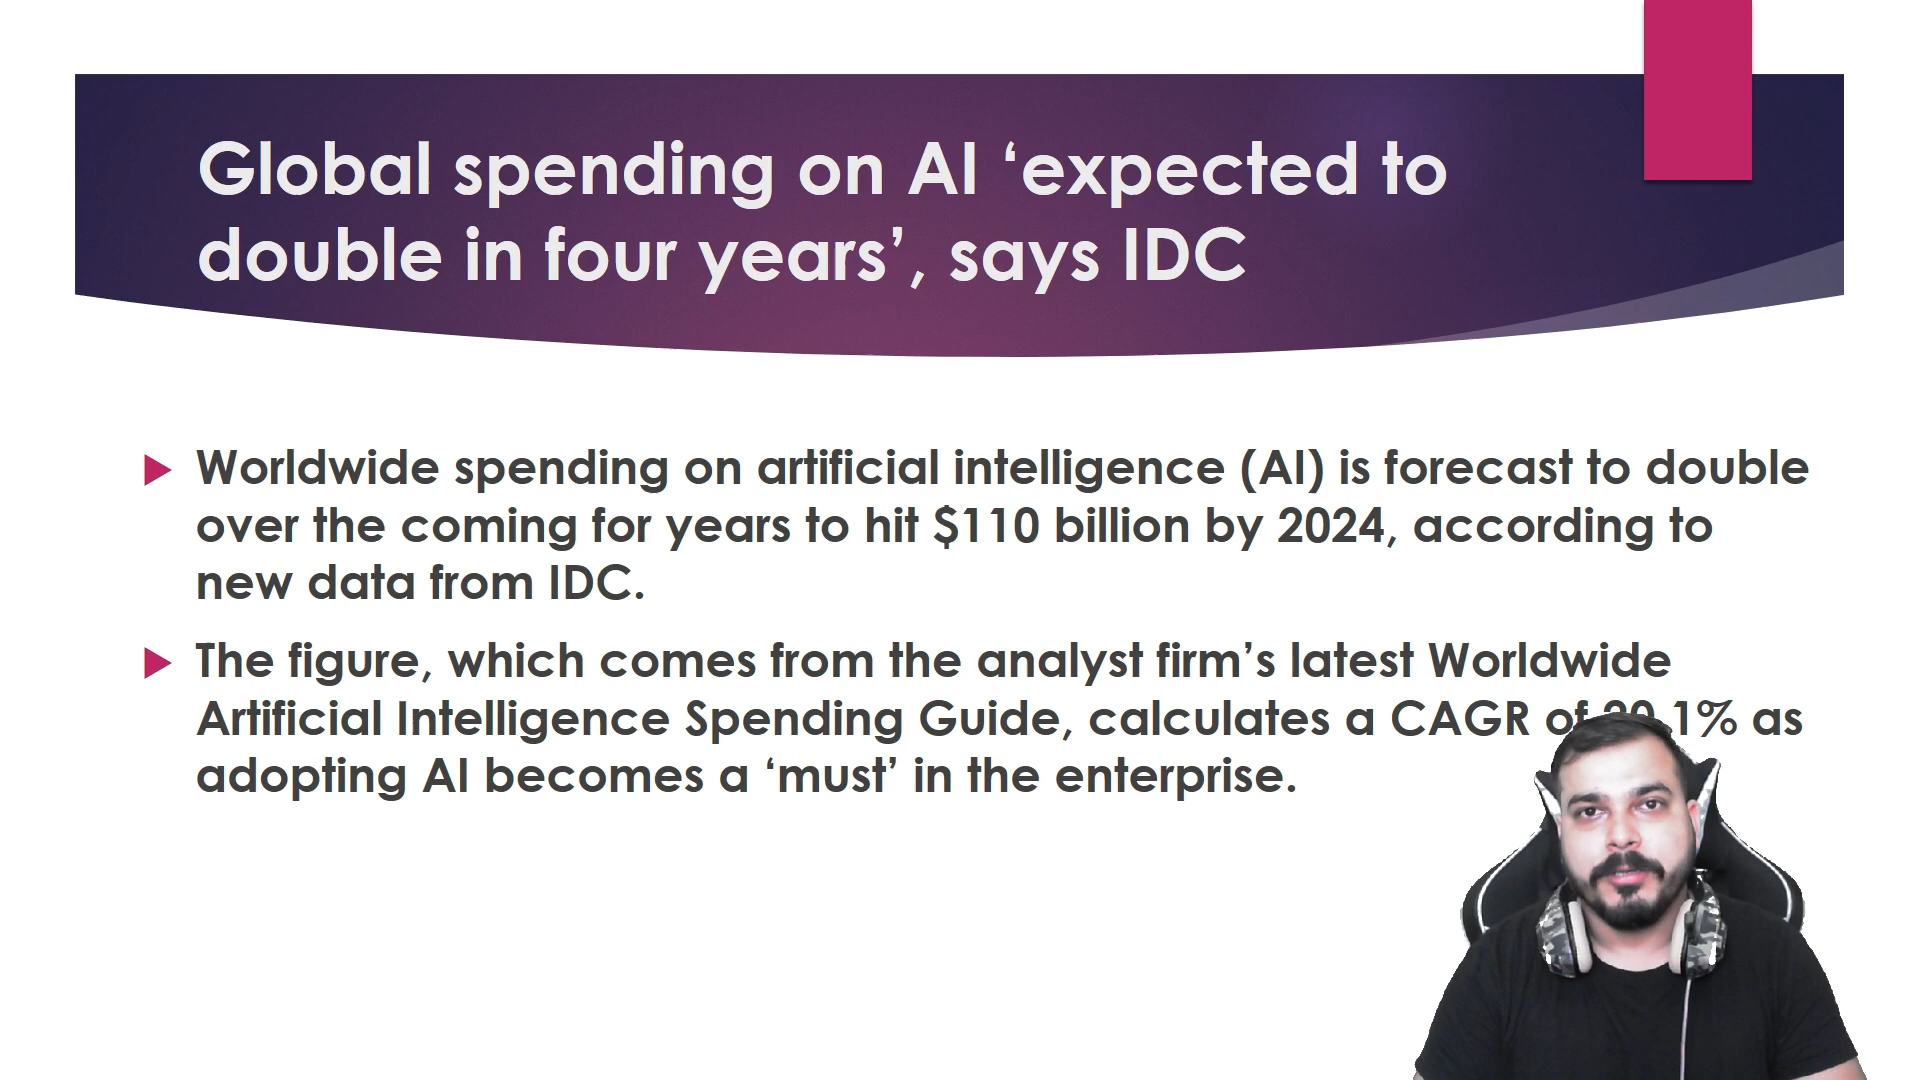 Global spending on AI ‘expected to
double in four years’, says IDC
Worldwide spending on artificial intelligence (AI) is forecast to double
over the coming for years to hit $110 billion by 2024, according to
new data from IDC.
The figure, which comes from the analyst firm’s latest Worldwide
Artificial Intelligence Spending Guide, calculates a CAGR of as
adopting AI becomes a ‘must’ in the enterprise.